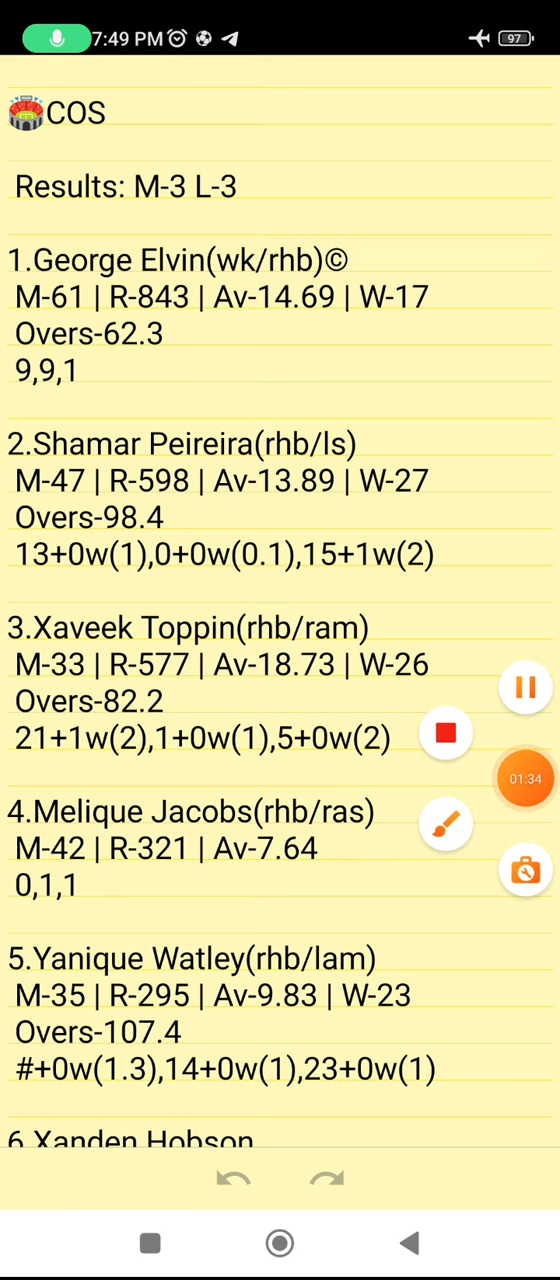 7:49 PM
97
COS
Results: M-3 L-3
1.George Elvin(wk/rhb)©
M-61 | R-843 | Av-14.69 | W-17
Overs-62.3
9,9,1
2.Shamar Peireira(rhb/ls)
M-47 | R-598 | Av-13.89 | W-27
Overs-98.4
13+0w(1),0+0w(0.1),15+1w(2)
3.Xaveek Toppin(rhb/ram)
M-33 | R-577 | Av-18.73 | W-26
Overs-82.2
21+1w(2),1+0w(1),5+0w(2)
01:34
4.Melique Jacobs(rhb/ras)
M-42 | R-321 | Av-7.64
0,1,1
5.Yanique Watley(rhb/lam)
M-35 | R-295 | Av-9.83 | W-23
Overs-107.4
#+0w(1.3),14+0w(1),23+0w(1)
6.Xanden Hobson